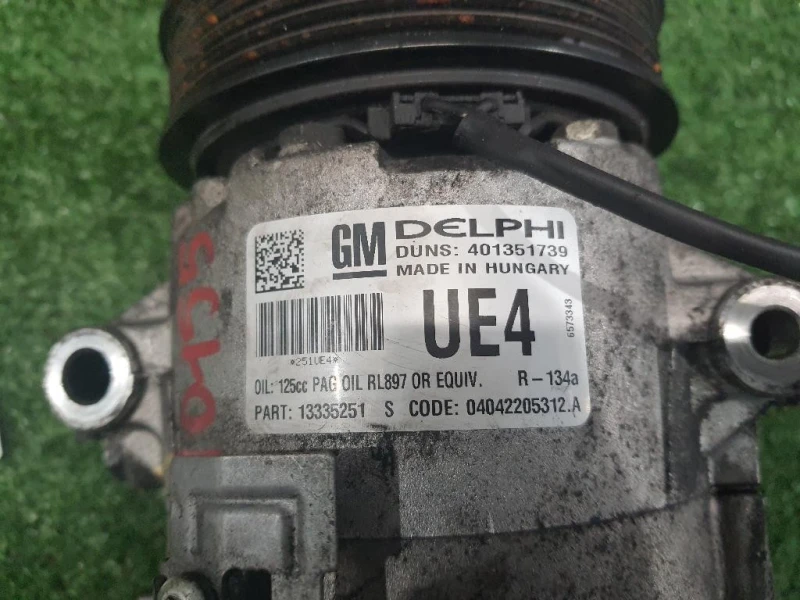 GM DELPHI
DUNS: 401351739
MADE IN HUNGARY
UE4
6573343
*251UE4*
OIL: 125cc PAG OIL RL897 OR EQUIV. R-134a
PART: 13335251 S CODE: 04042205312.A